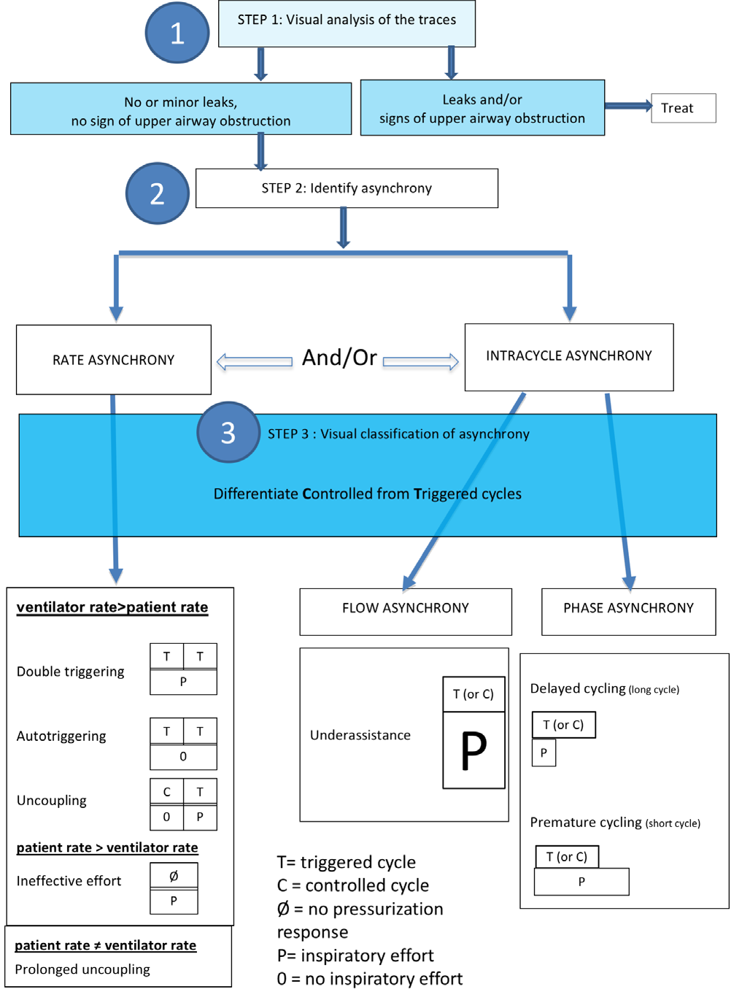 1
STEP 1: Visual analysis of the traces
No or minor leaks,
no sign of upper airway obstruction
Leaks and/or
signs of upper airway obstruction
Treat
2
STEP 2: Identify asynchrony
RATE ASYNCHRONY
And/Or
INTRACYCLE ASYNCHRONY
3
STEP 3 : Visual classification of asynchrony
Differentiate Controlled from Triggered cycles
ventilator rate>patient rate
Double triggering
T T
P
Autotriggering
T T
0
Uncoupling
C T
0 P
patient rate > ventilator rate
Ineffective effort
Ø
P
patient rate ≠ ventilator rate
Prolonged uncoupling
FLOW ASYNCHRONY
Underassistance
T (or C)
P
PHASE ASYNCHRONY
Delayed cycling (long cycle)
T (or C)
P
Premature cycling (short cycle)
T (or C)
P
T= triggered cycle
C = controlled cycle
Ø = no pressurization
response
P= inspiratory effort
0 = no inspiratory effort